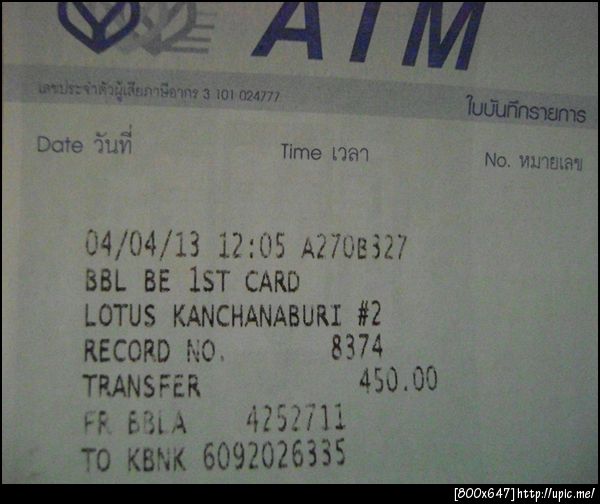 ATM
เลขประจำตัวผู้เสียภาษีอากร 3 101 024777
ใบบันทึกรายการ
Date วันที่ Time เวลา No. หมายเลข
04/04/13 12:05 A270B327
BBL BE 1ST CARD
LOTUS KANCHANABURI #2
RECORD NO. 8374
TRANSFER 450.00
FR BBLA 4252711
TO KBNK 6092026335
[800x647]http://upic.me/